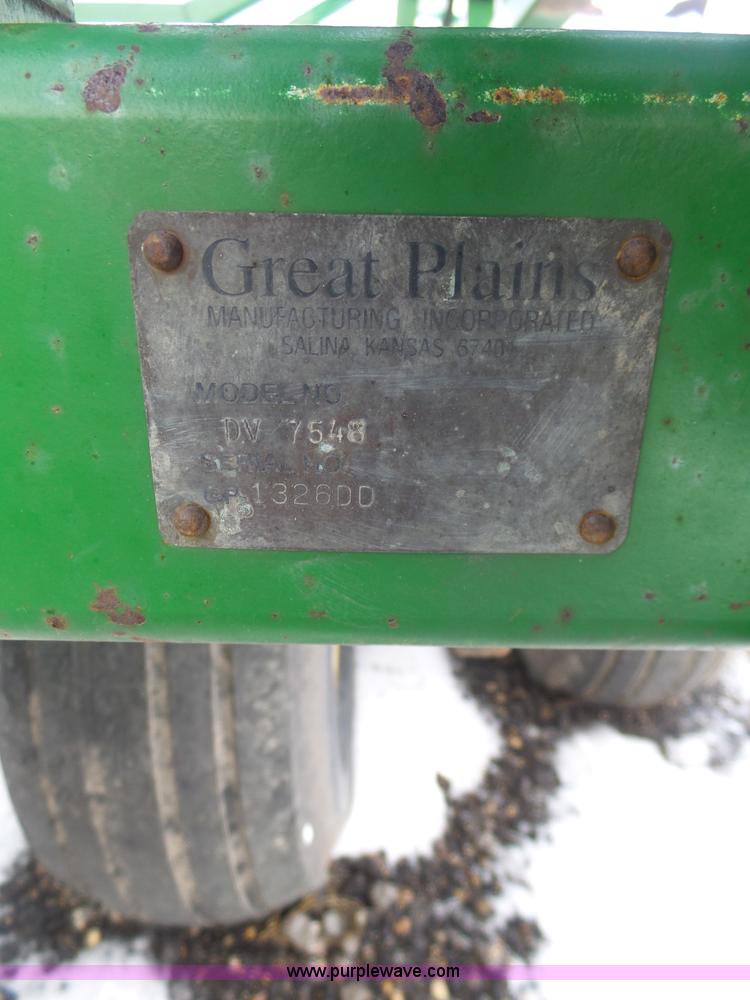 Great Plains
MANUFACTURING INCORPORATED
SALINA, KANSAS 67401
MODEL NO.
DV 7548
SERIAL NO.
GP-1326DD
www.purplewave.com